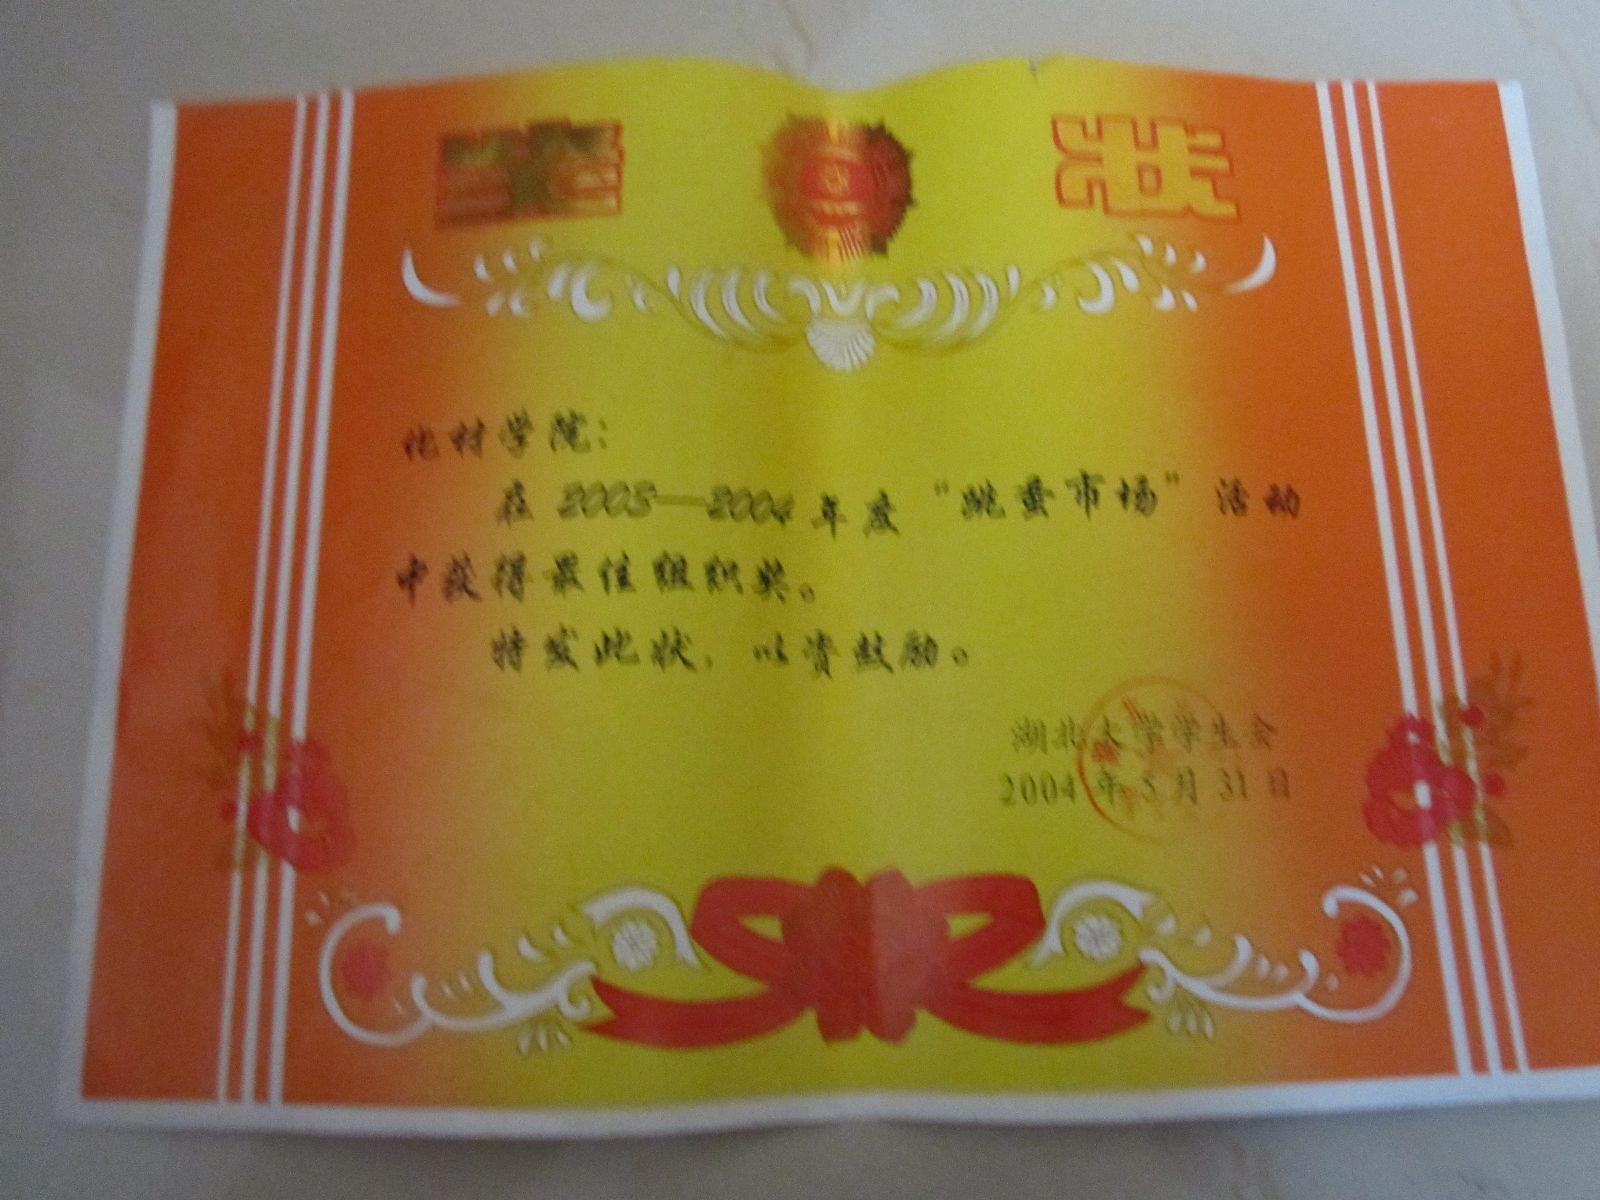 奖 状
化材学院：
在2003—2004年度“跳蚤市场”活动
中获得最佳组织奖。
特发此状，以资鼓励。
湖北大学学生会
2004年5月31日